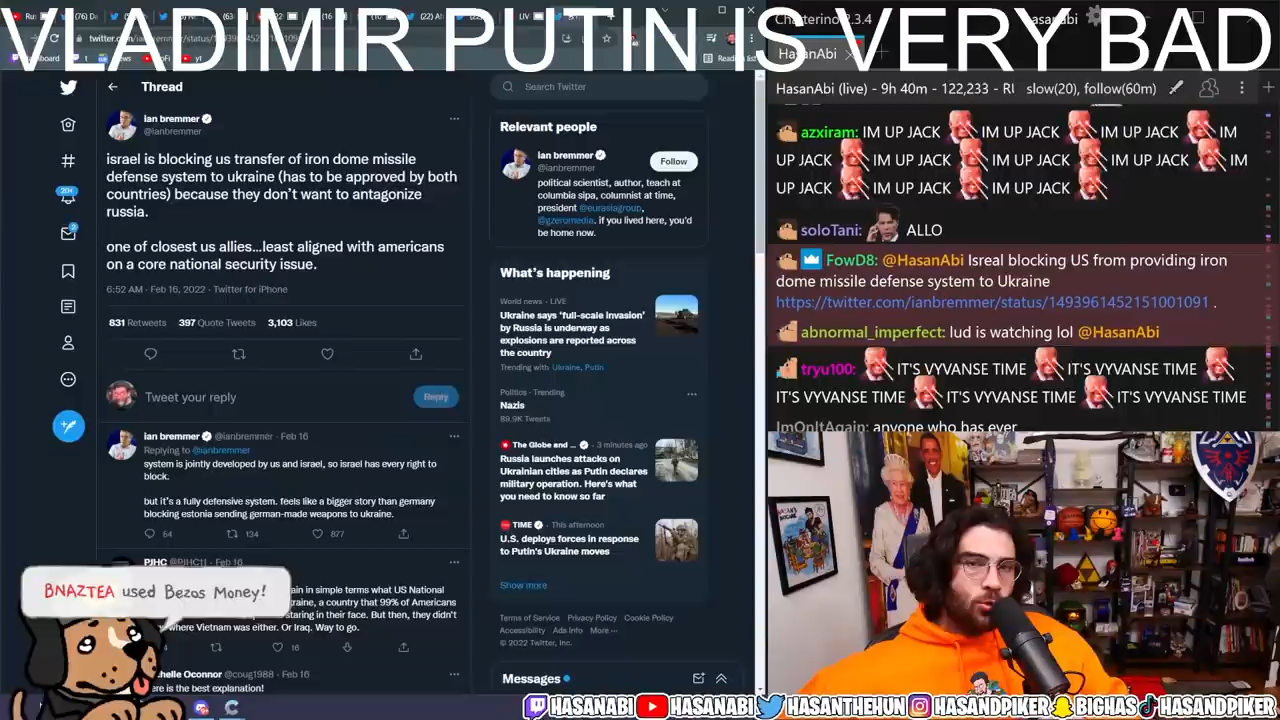 VLADIMIR PUTIN IS VERY BAD
Chatterino 2.3.4
HasanAbi
HasanAbi (live) - 9h 40m - 122,233 - RU
slow(20), follow(60m)
Thread
Search Twitter
ian bremmer
@ianbremmer
israel is blocking us transfer of iron dome missile
defense system to ukraine (has to be approved by both
countries) because they don't want to antagonize
russia.
one of closest us allies...least aligned with americans
on a core national security issue.
6:52 AM · Feb 16, 2022 · Twitter for iPhone
831 Retweets 397 Quote Tweets 3,103 Likes
Tweet your reply
Reply
20+
ian bremmer @ianbremmer · Feb 16
Replying to @ianbremmer
system is jointly developed by us and israel, so israel has every right to
block.
but it's a fully defensive system. feels like a bigger story than germany
blocking estonia sending german-made weapons to ukraine.
64 134 877
PJHC @PJHC11 · Feb 16
ain in simple terms what US National
raine, a country that 99% of Americans
staring in their face. But then, they didn't
where Vietnam was either. Or Iraq. Way to go.
16
chelle Oconnor @coug1988 · Feb 16
ere is the best explanation!
BNAZTEA used Bezos Money!
Relevant people
ian bremmer
@ianbremmer
Follow
political scientist, author, teach at
columbia sipa, columnist at time,
president @eurasiagroup,
@gzeromedia. if you lived here, you'd
be home now.
What's happening
World news · LIVE
Ukraine says 'full-scale invasion'
by Russia is underway as
explosions are reported across
the country
Trending with Ukraine, Putin
Politics · Trending
Nazis
89.9K Tweets
The Globe and ... · 3 minutes ago
Russia launches attacks on
Ukrainian cities as Putin declares
military operation. Here's what
you need to know so far
TIME · This afternoon
U.S. deploys forces in response
to Putin's Ukraine moves
Show more
Terms of Service Privacy Policy Cookie Policy
Accessibility Ads info More ···
© 2022 Twitter, Inc.
Messages
azxiram: IM UP JACK IM UP JACK IM UP JACK IM
UP JACK IM UP JACK IM UP JACK IM
UP JACK IM UP JACK IM UP JACK
soloTani: ALLO
FowD8: @HasanAbi Isreal blocking US from providing iron
dome missile defense system to Ukraine
https://twitter.com/ianbremmer/status/1493961452151001091 .
abnormal_imperfect: lud is watching lol @HasanAbi
tryu100: IT'S VYVANSE TIME IT'S VYVANSE TIME
IT'S VYVANSE TIME IT'S VYVANSE TIME
ImOnItAgain: anyone who has ever
HASANABI HASANABI HASANTHEHUN HASANDPIKER BIGHAS HASANDPIKER